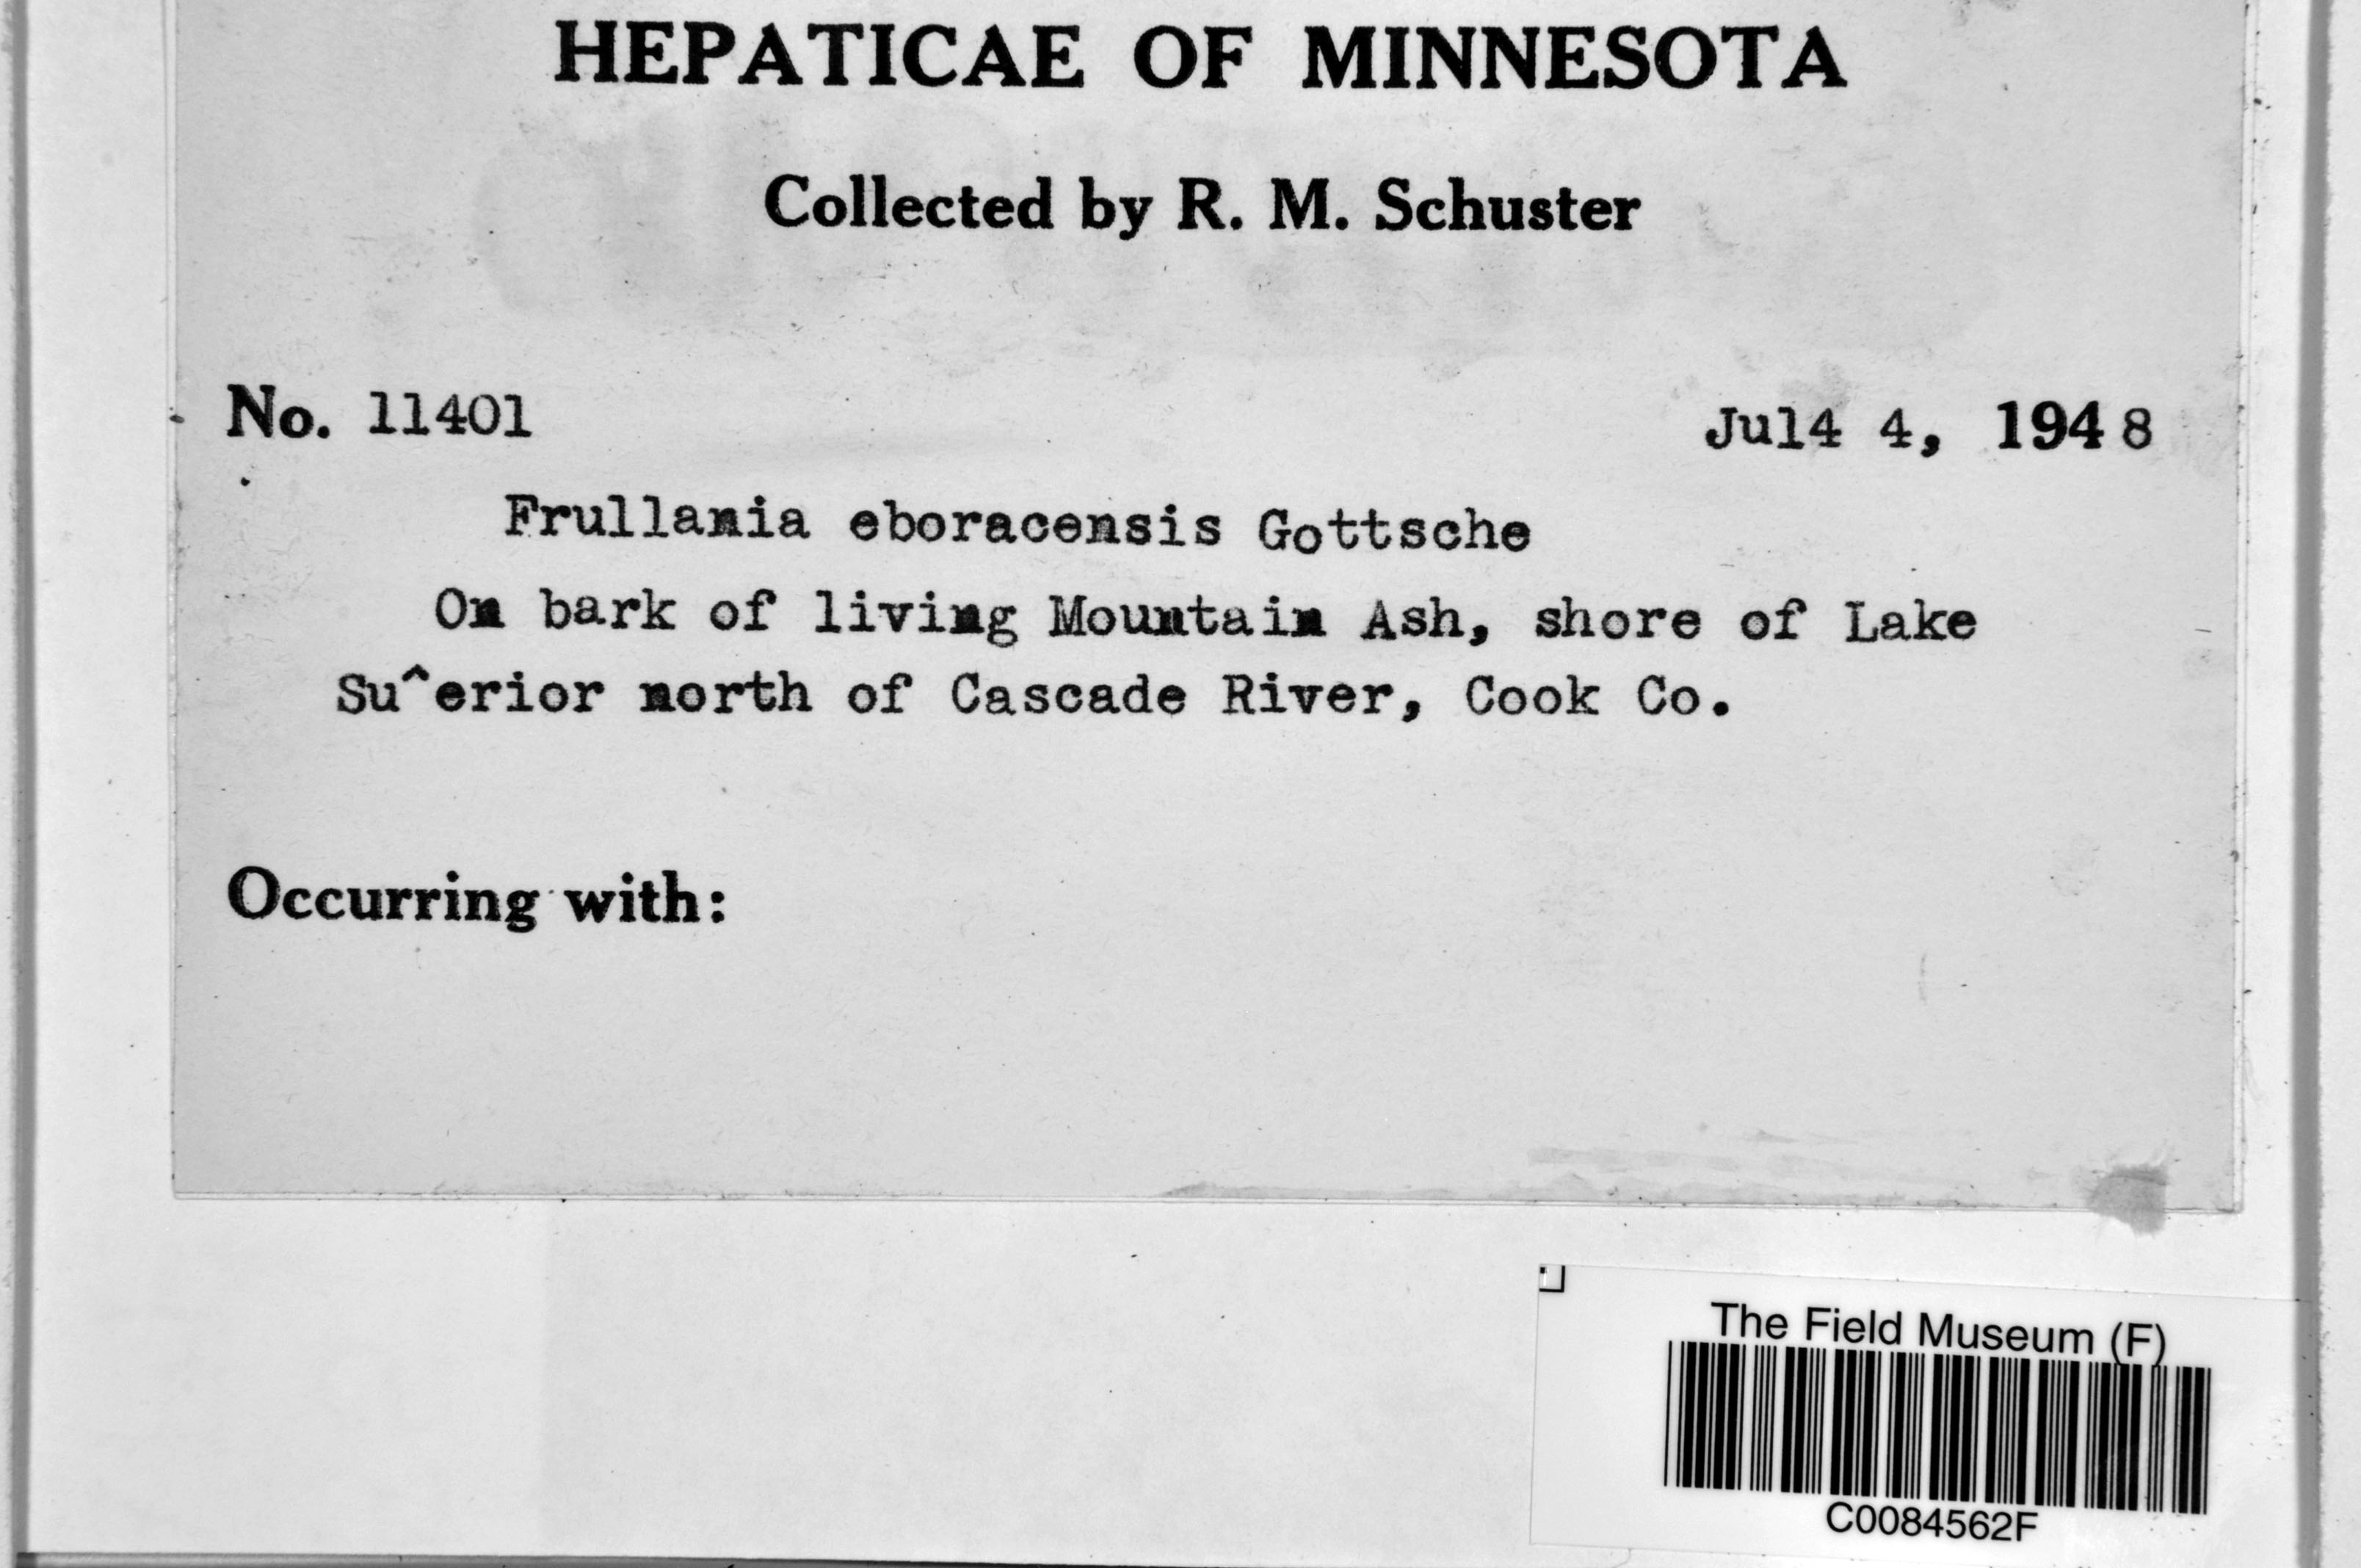 HEPATICAE OF MINNESOTA
Collected by R. M. Schuster
No. 11401 Jul4 4, 1948
Frullania eboracensis Gottsche
On bark of living Mountain Ash, shore of Lake
Su^erior north of Cascade River, Cook Co.
Occurring with:
The Field Museum (F)
C0084562F